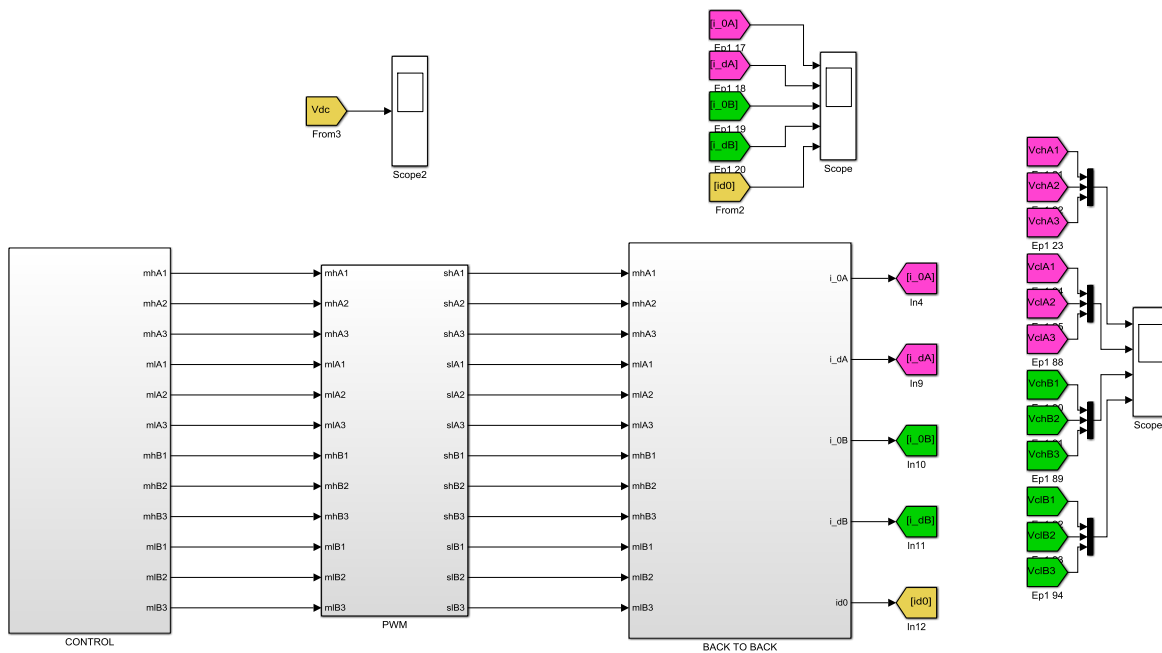 Vdc
From3
Scope2
[i_0A]
Ep1 17
[i_dA]
Ep1 18
[i_0B]
Ep1 19
[i_dB]
Ep1 20
[id0]
From2
Scope
mhA1
mhA2
mhA3
mlA1
mlA2
mlA3
mhB1
mhB2
mhB3
mlB1
mlB2
mlB3
CONTROL
mhA1 shA1
mhA2 shA2
mhA3 shA3
mlA1 slA1
mlA2 slA2
mlA3 slA3
mhB1 shB1
mhB2 shB2
mhB3 shB3
mlB1 slB1
mlB2 slB2
mlB3 slB3
PWM
mhA1
mhA2
mhA3
mlA1
mlA2
mlA3
mhB1
mhB2
mhB3
mlB1
mlB2
mlB3
i_0A
i_dA
i_0B
i_dB
id0
BACK TO BACK
[i_0A]
In4
[i_dA]
In9
[i_0B]
In10
[i_dB]
In11
[id0]
In12
VchA1
VchA2
VchA3
Ep1 23
VclA1
VclA2
VclA3
Ep1 88
VchB1
VchB2
VchB3
Ep1 89
VclB1
VclB2
VclB3
Ep1 94
Scope